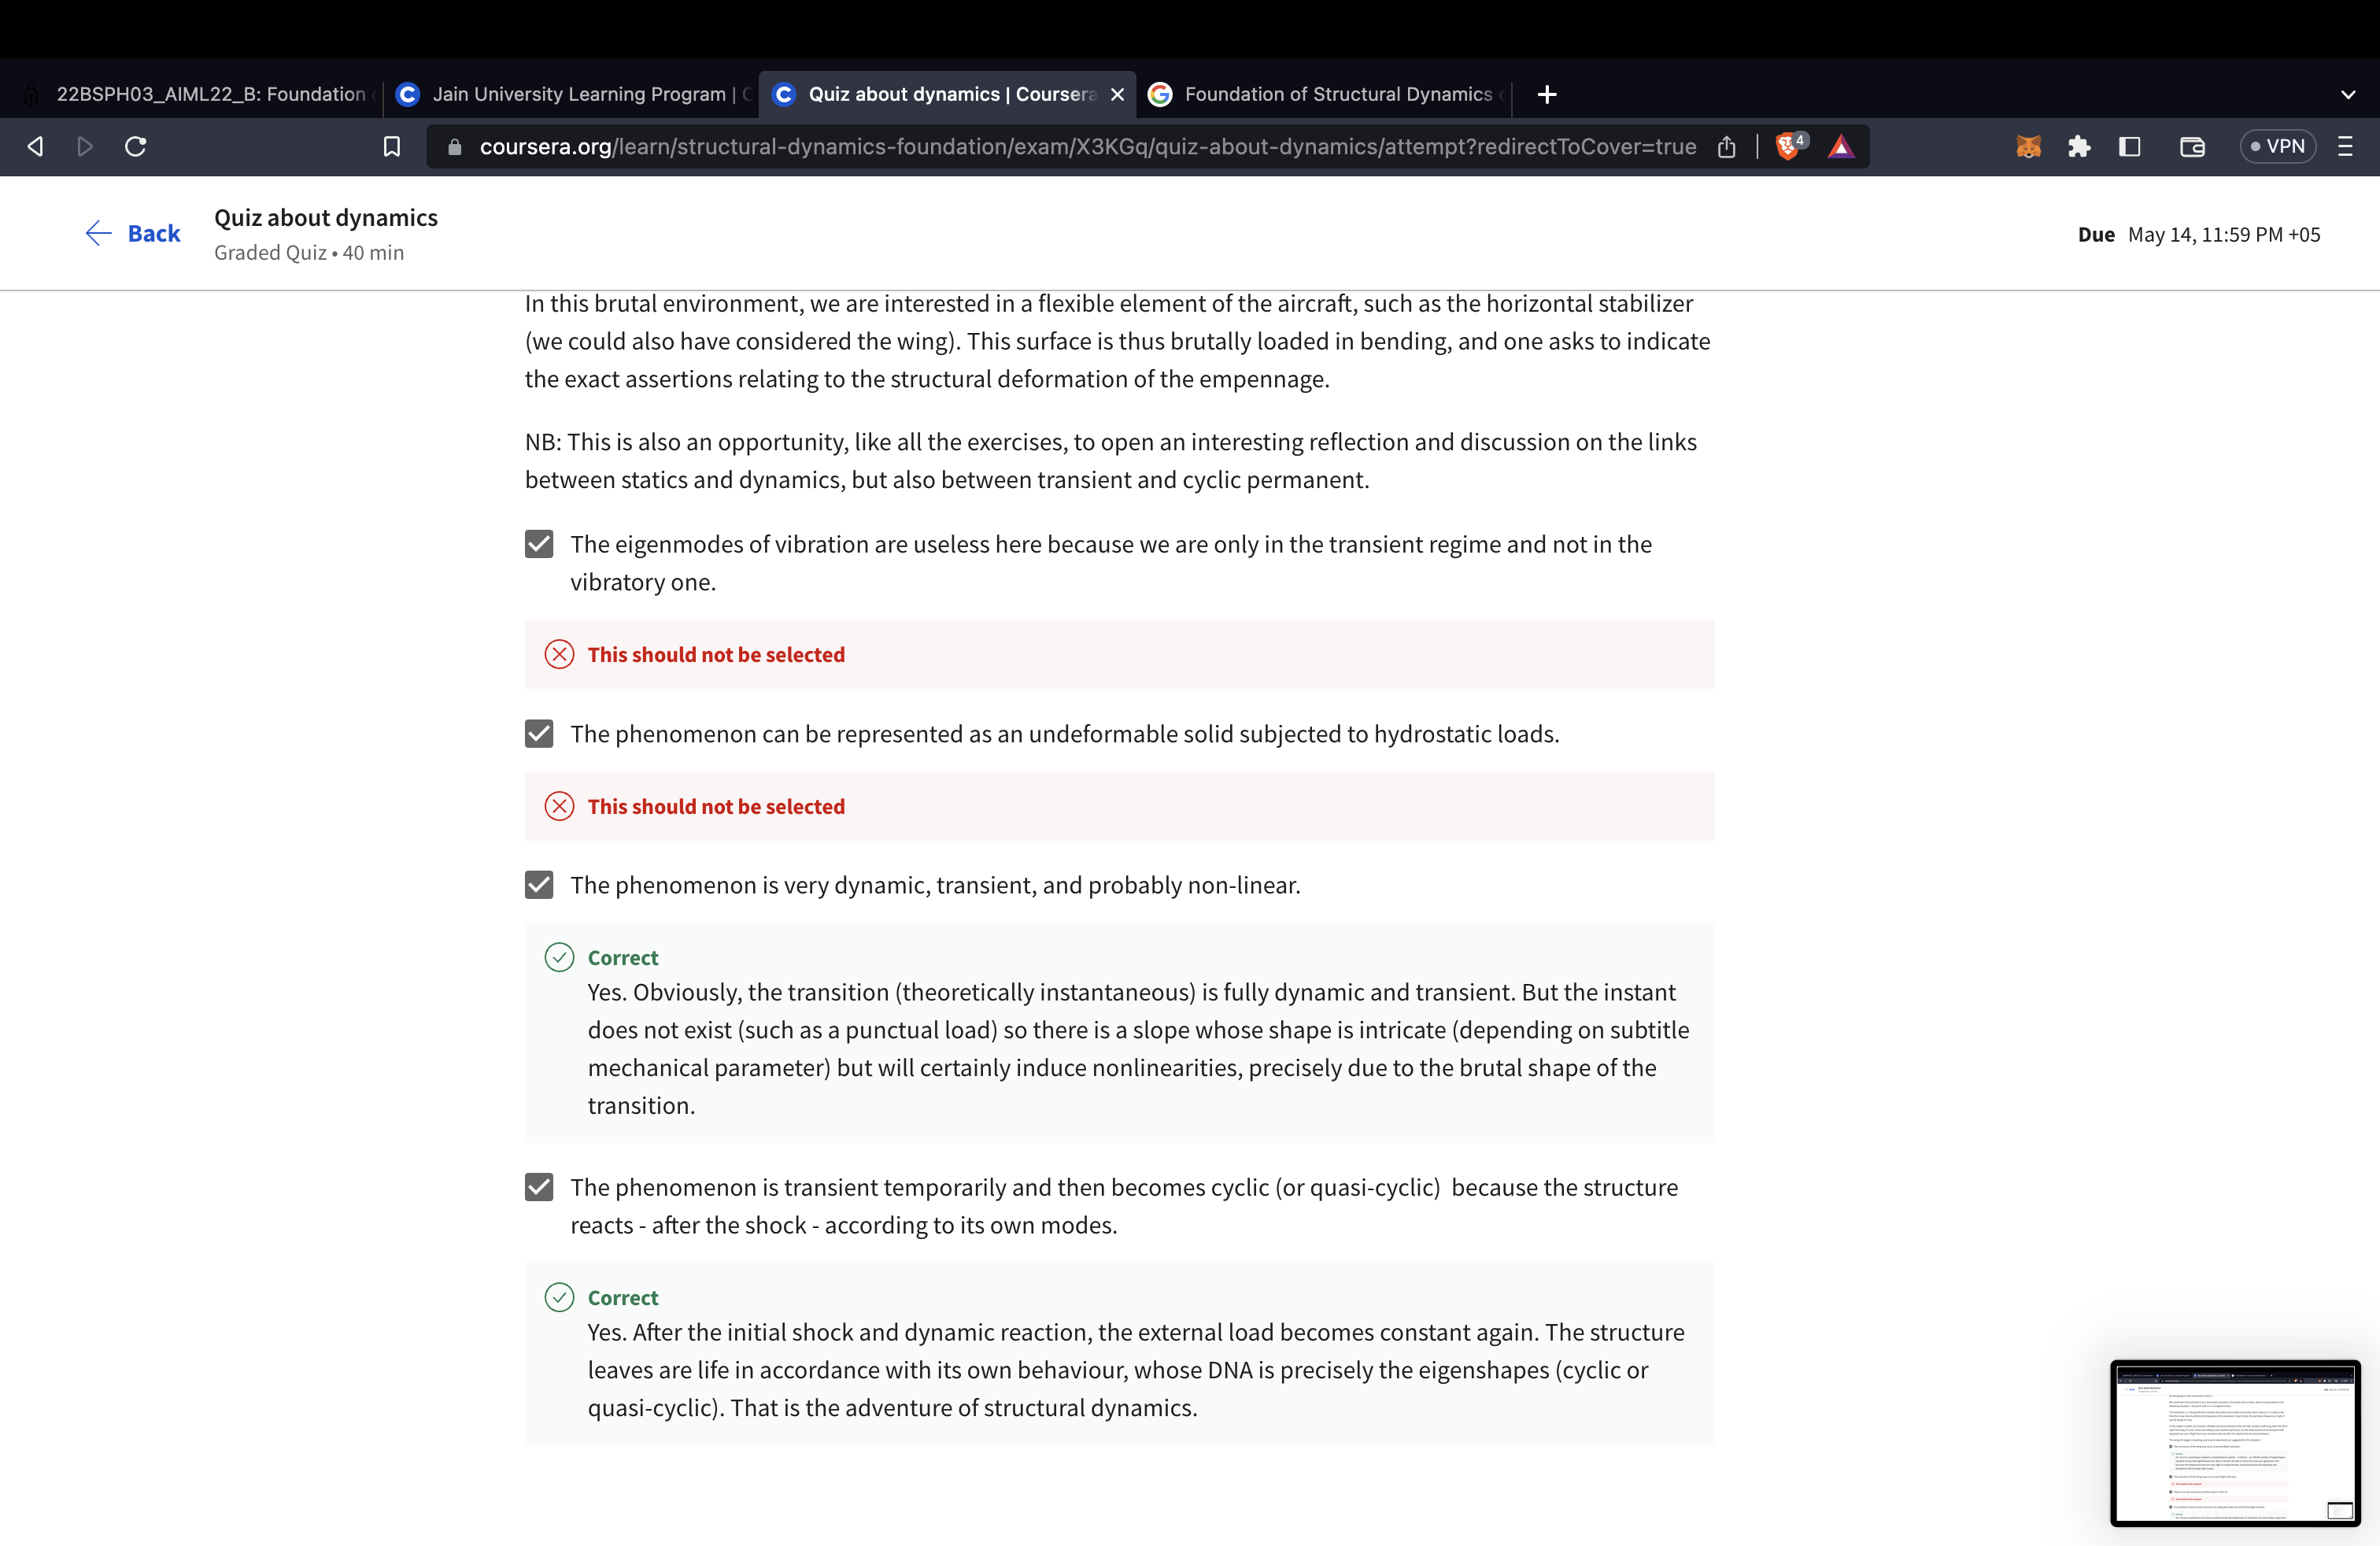 22BSPH03_AIML22_B: Foundation
Jain University Learning Program |
Quiz about dynamics | Coursera
Foundation of Structural Dynamics
coursera.org/learn/structural-dynamics-foundation/exam/X3KGq/quiz-about-dynamics/attempt?redirectToCover=true
4
VPN
Back
Quiz about dynamics
Graded Quiz • 40 min
Due May 14, 11:59 PM +05
In this brutal environment, we are interested in a flexible element of the aircraft, such as the horizontal stabilizer
(we could also have considered the wing). This surface is thus brutally loaded in bending, and one asks to indicate
the exact assertions relating to the structural deformation of the empennage.
NB: This is also an opportunity, like all the exercises, to open an interesting reflection and discussion on the links
between statics and dynamics, but also between transient and cyclic permanent.
The eigenmodes of vibration are useless here because we are only in the transient regime and not in the
vibratory one.
This should not be selected
The phenomenon can be represented as an undeformable solid subjected to hydrostatic loads.
This should not be selected
The phenomenon is very dynamic, transient, and probably non-linear.
Correct
Yes. Obviously, the transition (theoretically instantaneous) is fully dynamic and transient. But the instant
does not exist (such as a punctual load) so there is a slope whose shape is intricate (depending on subtitle
mechanical parameter) but will certainly induce nonlinearities, precisely due to the brutal shape of the
transition.
The phenomenon is transient temporarily and then becomes cyclic (or quasi-cyclic) because the structure
reacts - after the shock - according to its own modes.
Correct
Yes. After the initial shock and dynamic reaction, the external load becomes constant again. The structure
leaves are life in accordance with its own behaviour, whose DNA is precisely the eigenshapes (cyclic or
quasi-cyclic). That is the adventure of structural dynamics.